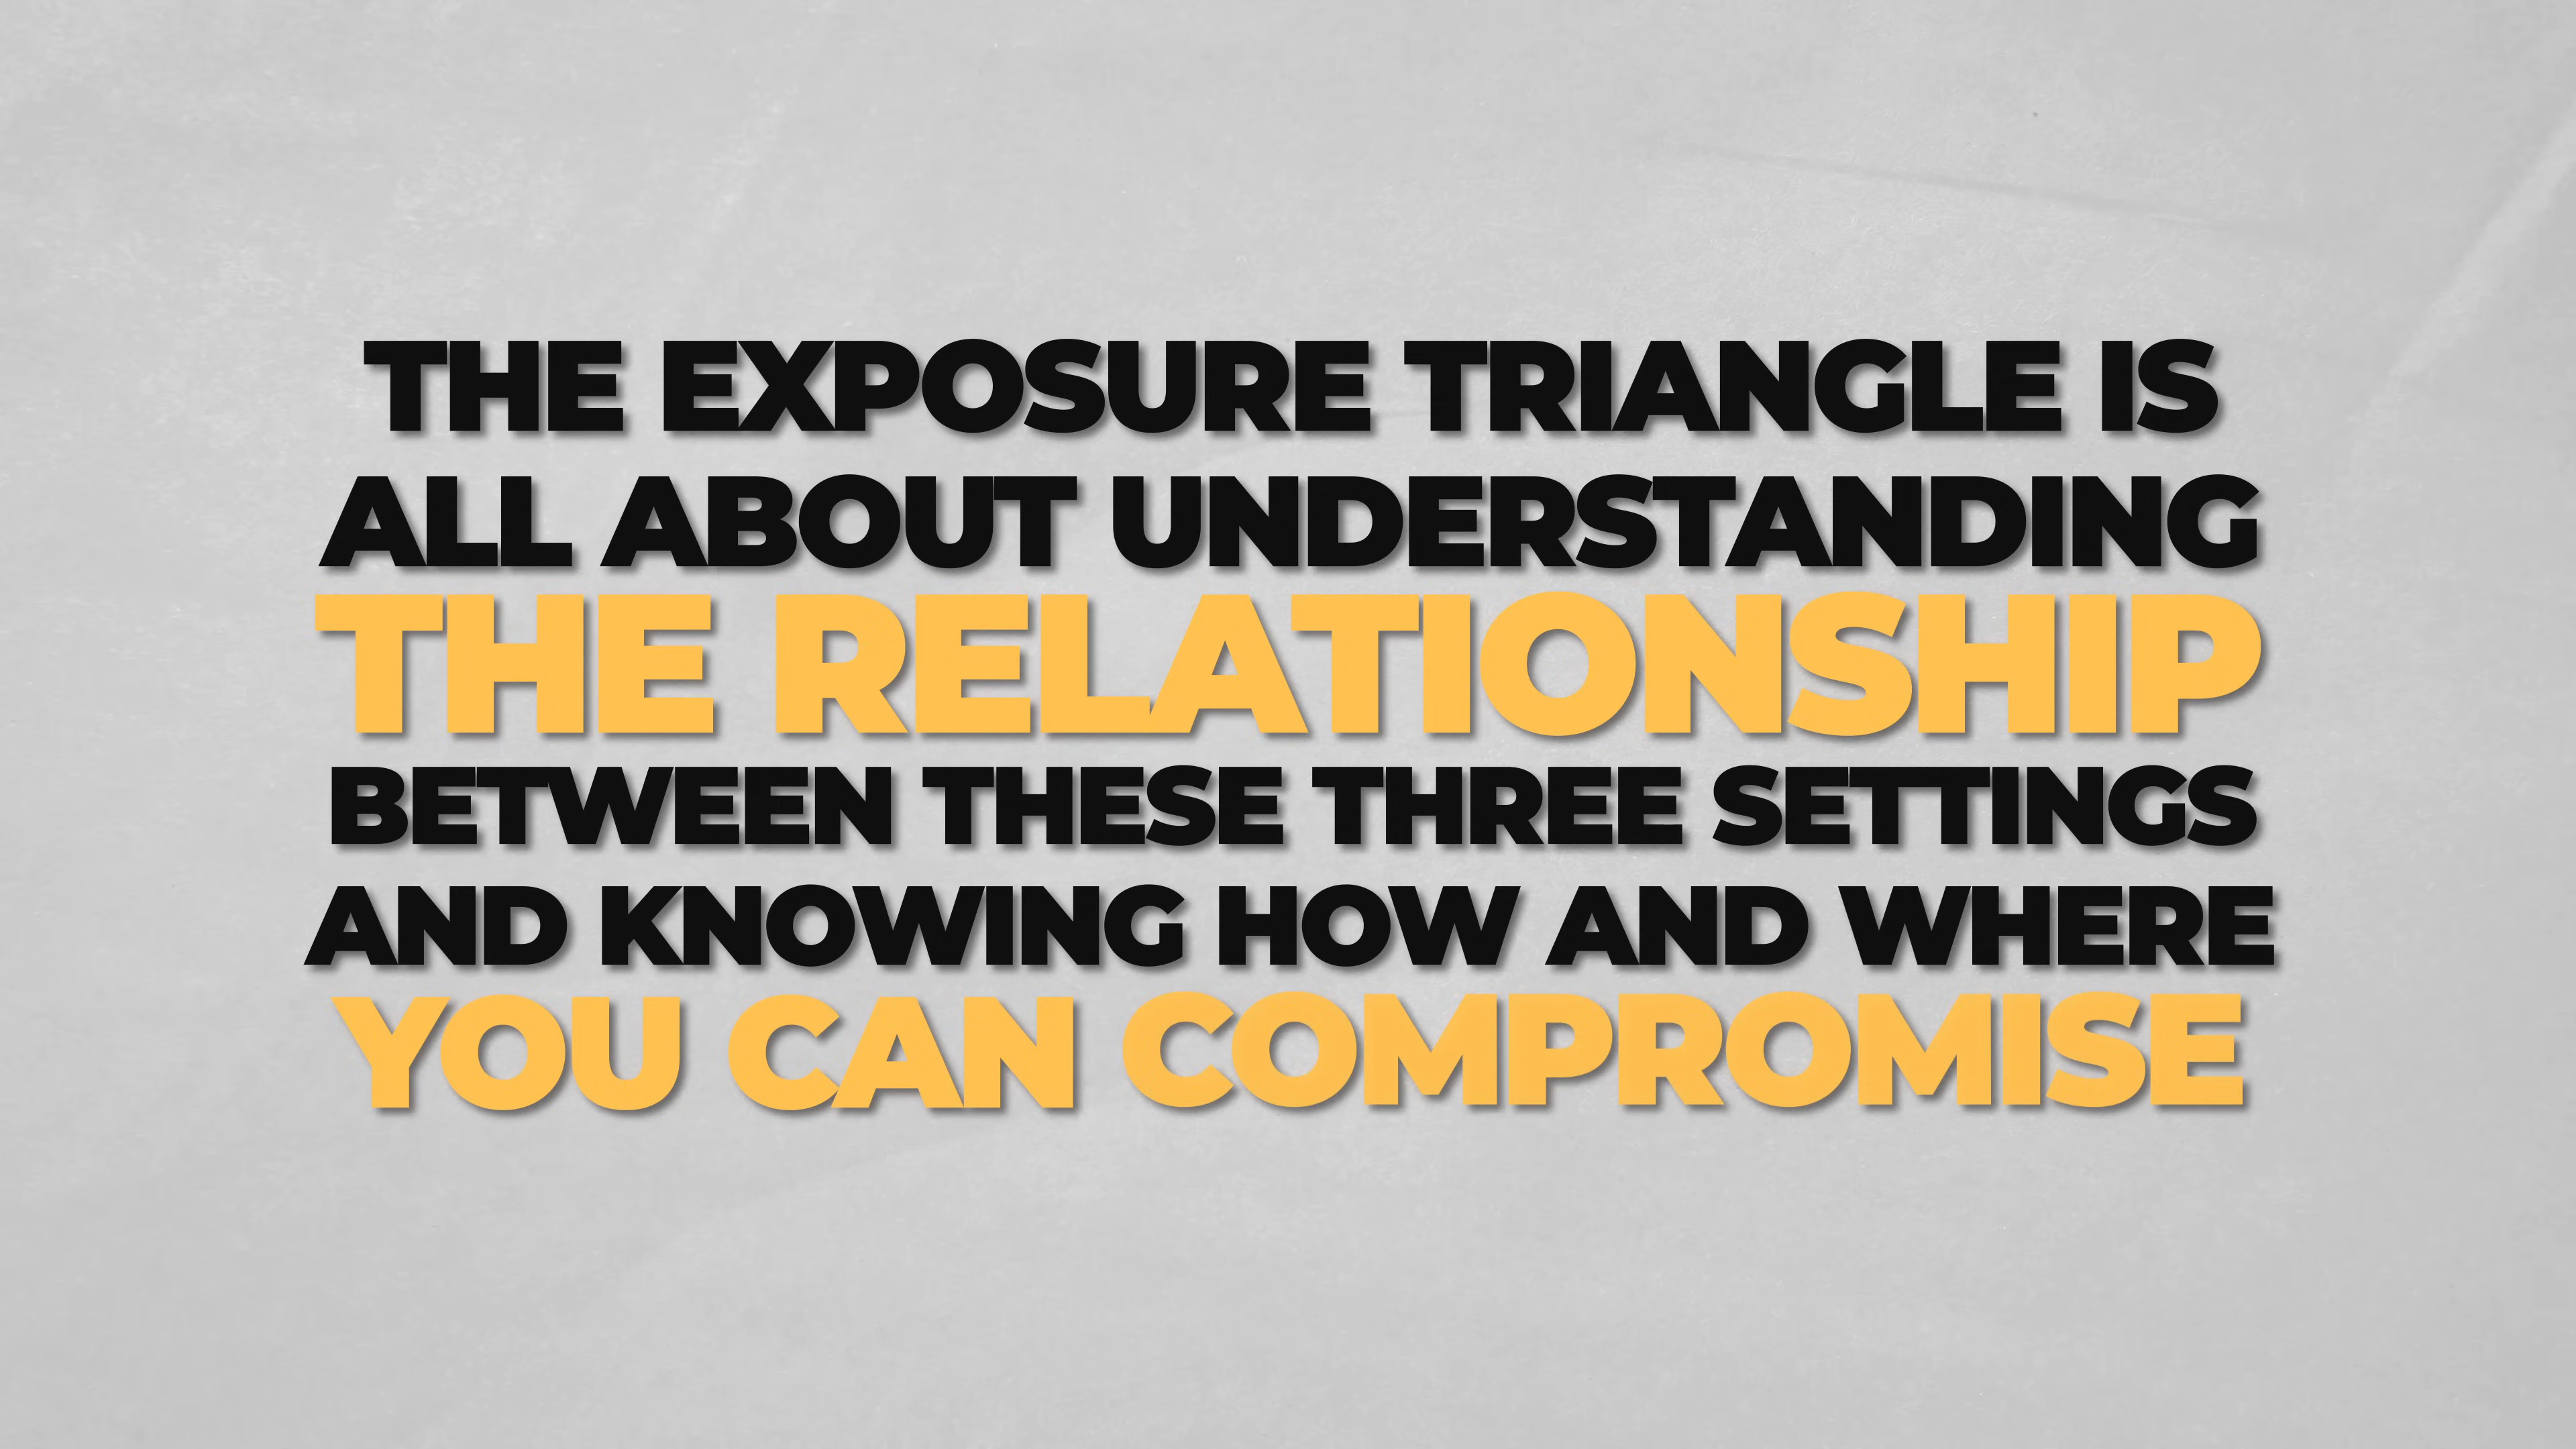 THE EXPOSURE TRIANGLE IS
ALL ABOUT UNDERSTANDING
THE RELATIONSHIP
BETWEEN THESE THREE SETTINGS
AND KNOWING HOW AND WHERE
YOU CAN COMPROMISE